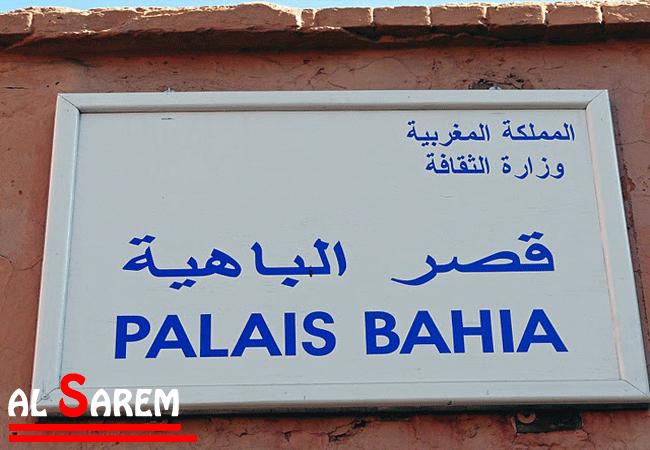 المملكة المغربية
وزارة الثقافة
قصر الباهية
PALAIS BAHIA
AL SAREM